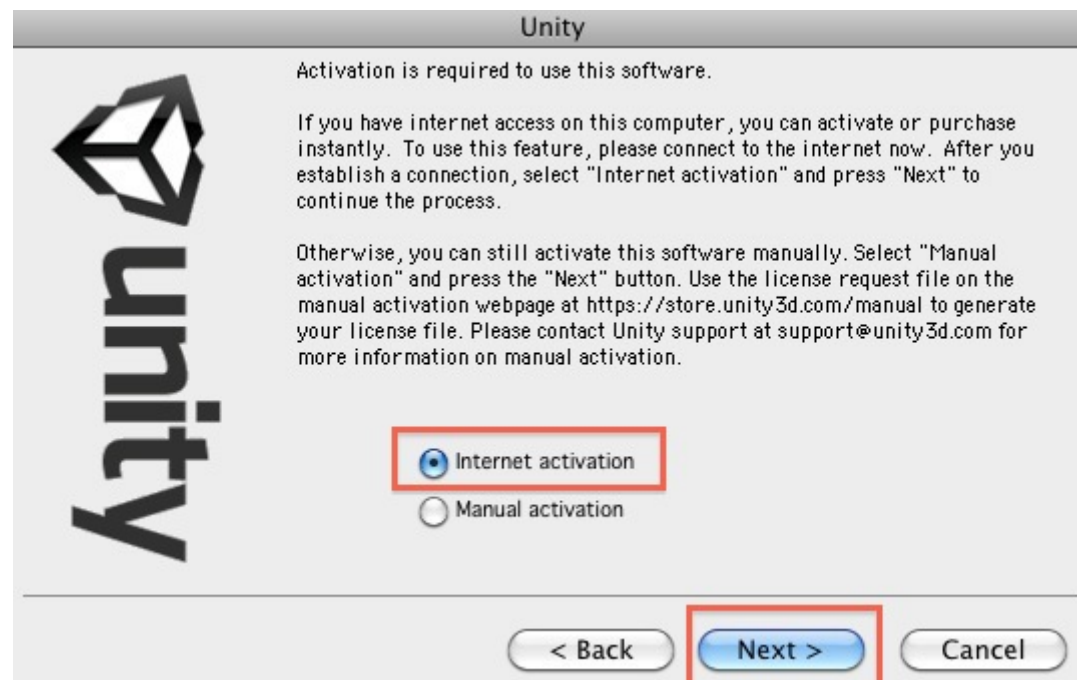 Unity
unity
Activation is required to use this software.
If you have internet access on this computer, you can activate or purchase
instantly. To use this feature, please connect to the internet now. After you
establish a connection, select "Internet activation" and press "Next" to
continue the process.
Otherwise, you can still activate this software manually. Select "Manual
activation" and press the "Next" button. Use the license request file on the
manual activation webpage at https://store.unity3d.com/manual to generate
your license file. Please contact Unity support at support@unity3d.com for
more information on manual activation.
Internet activation
Manual activation
< Back
Next >
Cancel